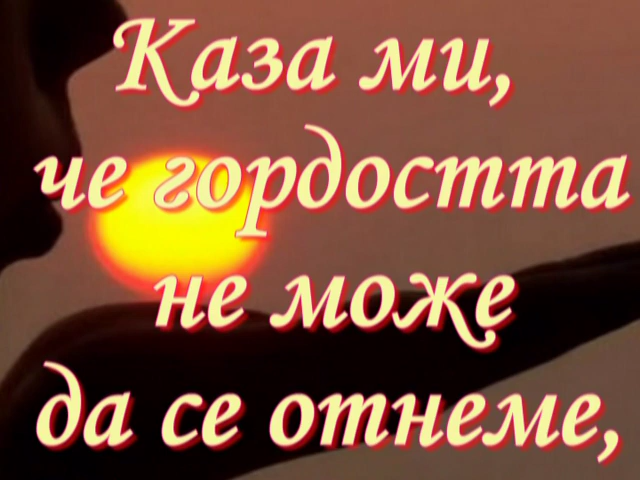 Каза ми,
че гордостта
не може
да се отнеме,